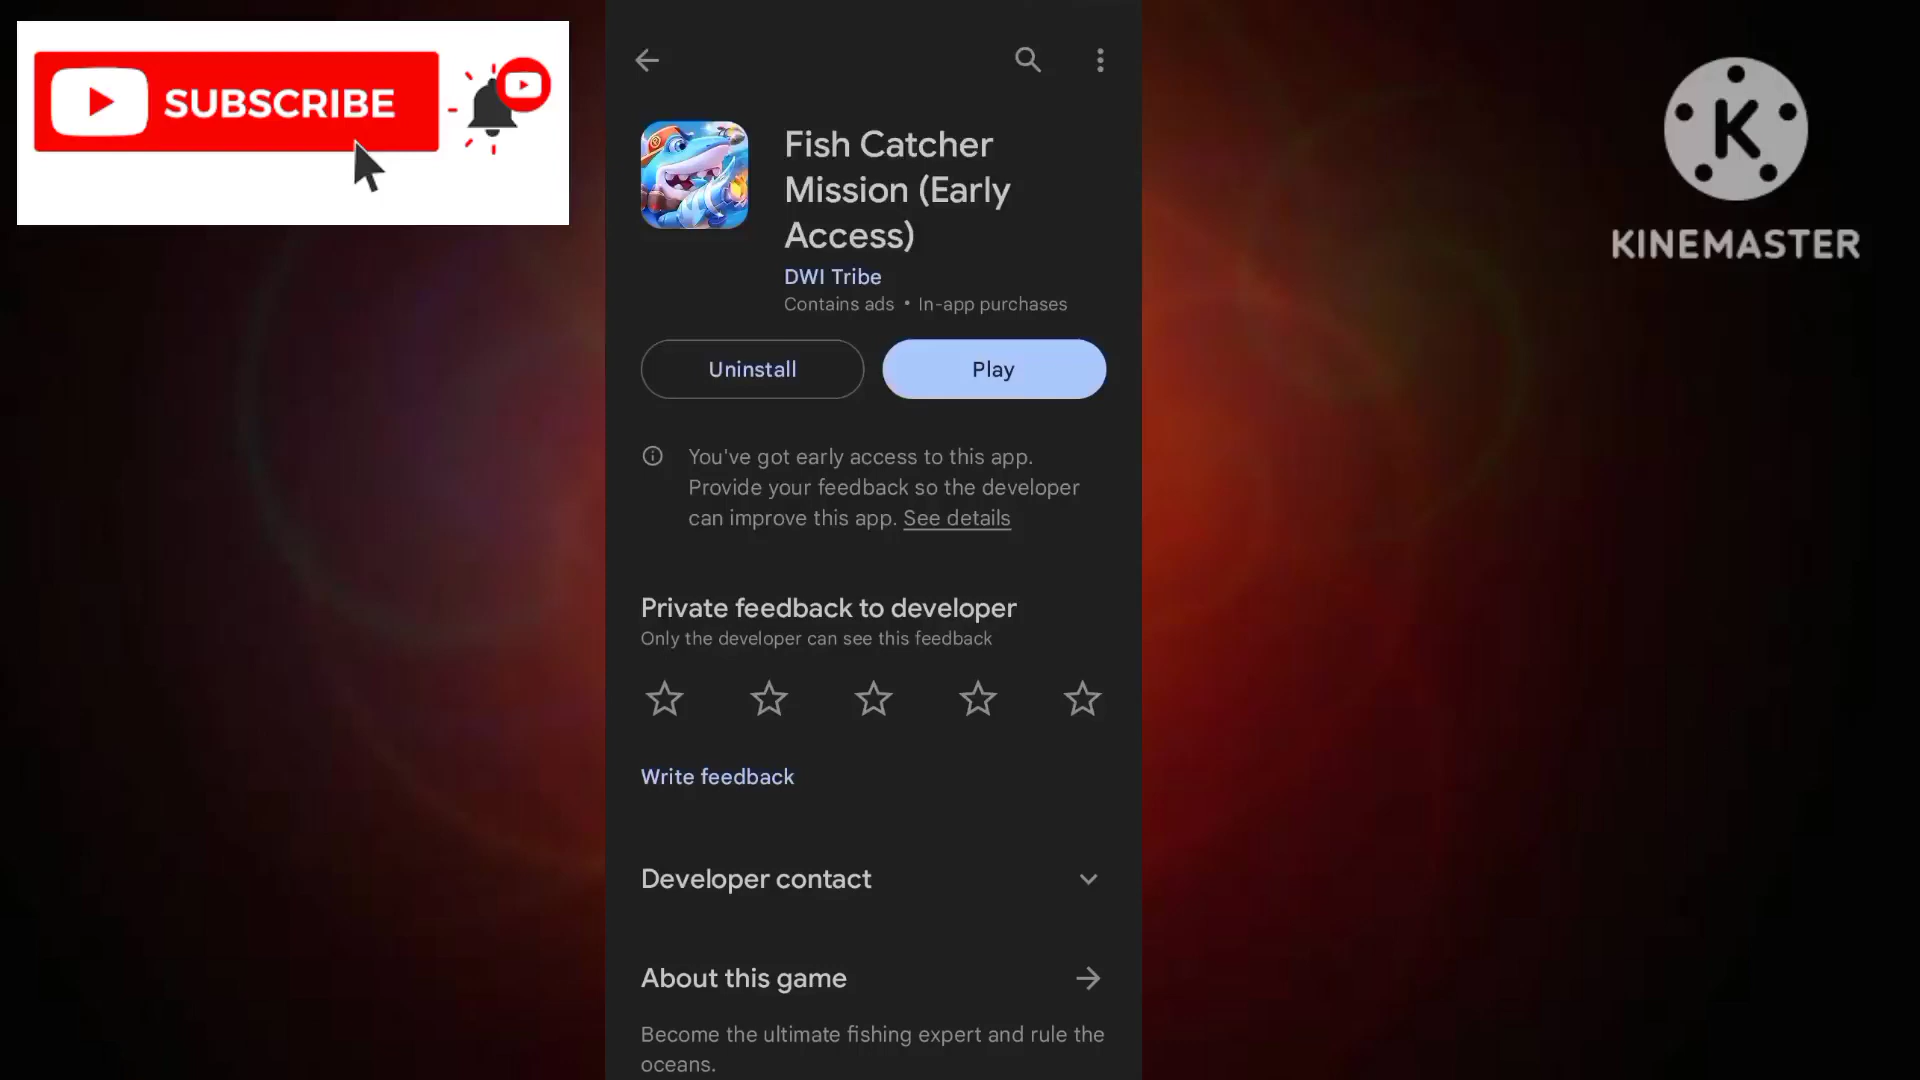 SUBSCRIBE
Fish Catcher
Mission (Early
Access)
DWI Tribe
Contains ads • In-app purchases
Uninstall
Play
You've got early access to this app.
Provide your feedback so the developer
can improve this app. See details
Private feedback to developer
Only the developer can see this feedback
Write feedback
Developer contact
About this game
Become the ultimate fishing expert and rule the
oceans.
K
KINEMASTER